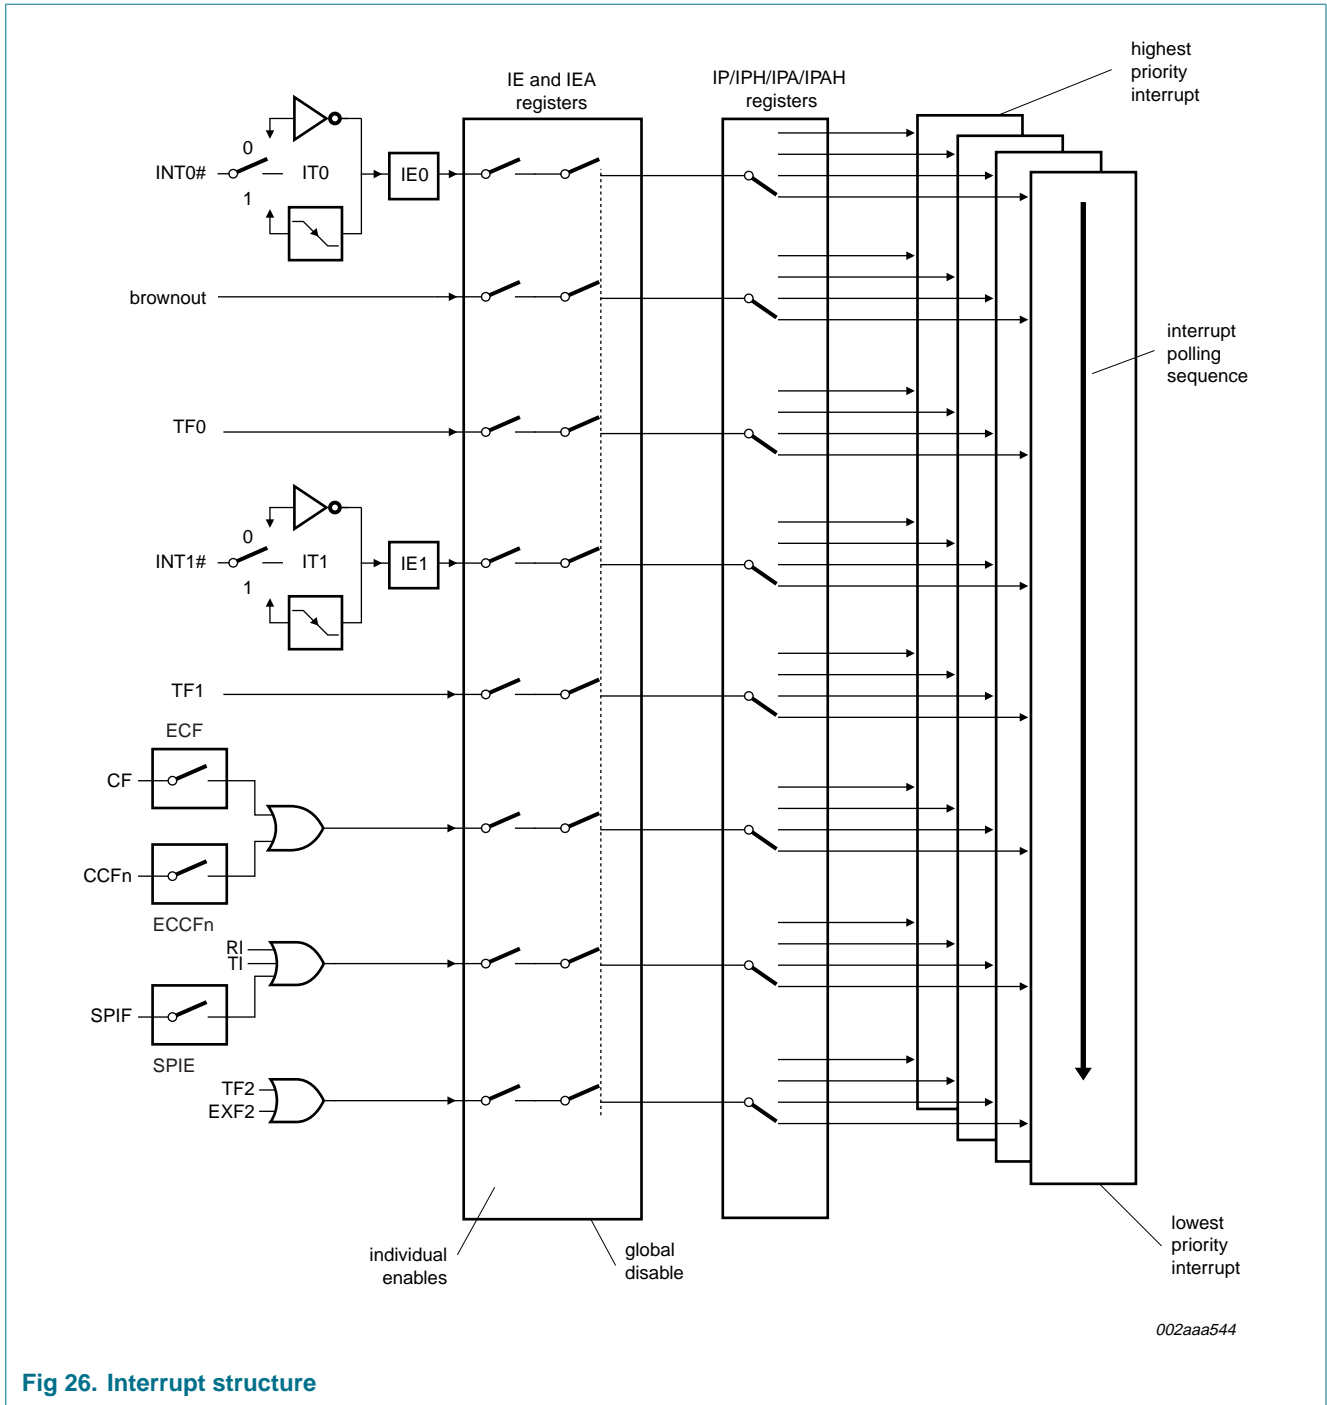 highest
priority
interrupt
IE and IEA
registers
IP/IPH/IPA/IPAH
registers
0
INT0#
IT0
IE0
1
brownout
interrupt
polling
sequence
TF0
0
INT1#
IT1
IE1
1
TF1
ECF
CF
CCFn
ECCFn
RI
TI
SPIF
SPIE
TF2
EXF2
individual
enables
global
disable
lowest
priority
interrupt
002aaa544
Fig 26. Interrupt structure